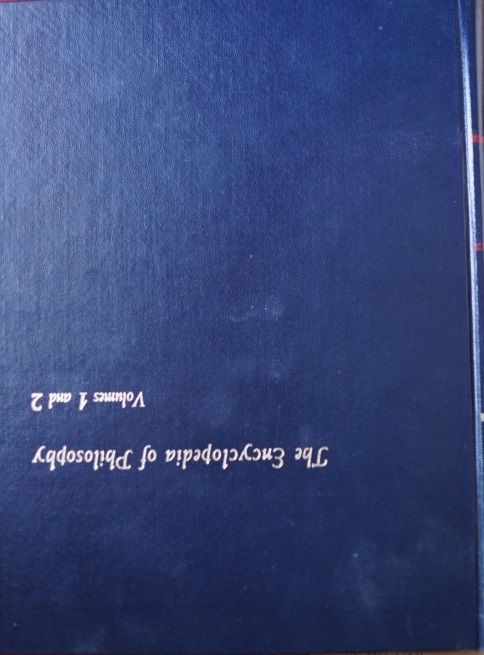 The Encyclopedia of Philosophy
Volumes 1 and 2